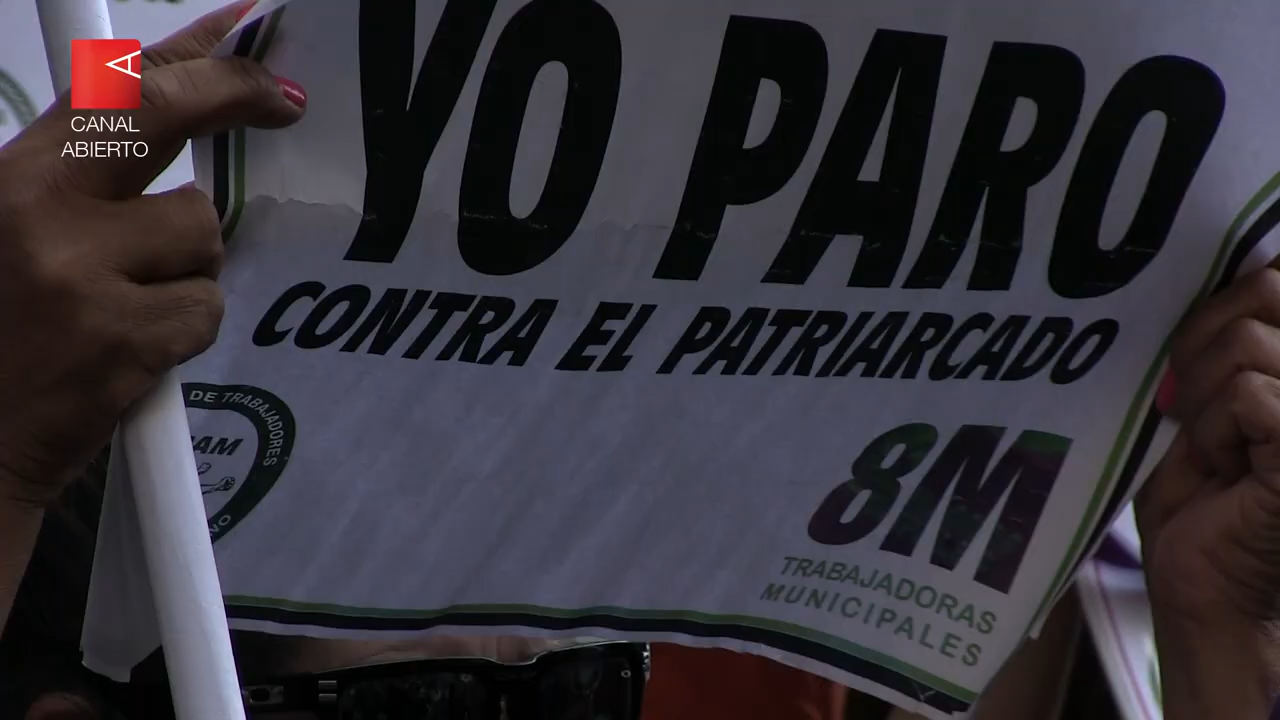 CANAL
ABIERTO
YO PARO
CONTRA EL PATRIARCADO
DE TRABAJADORES
8M
TRABAJADORAS
MUNICIPALES